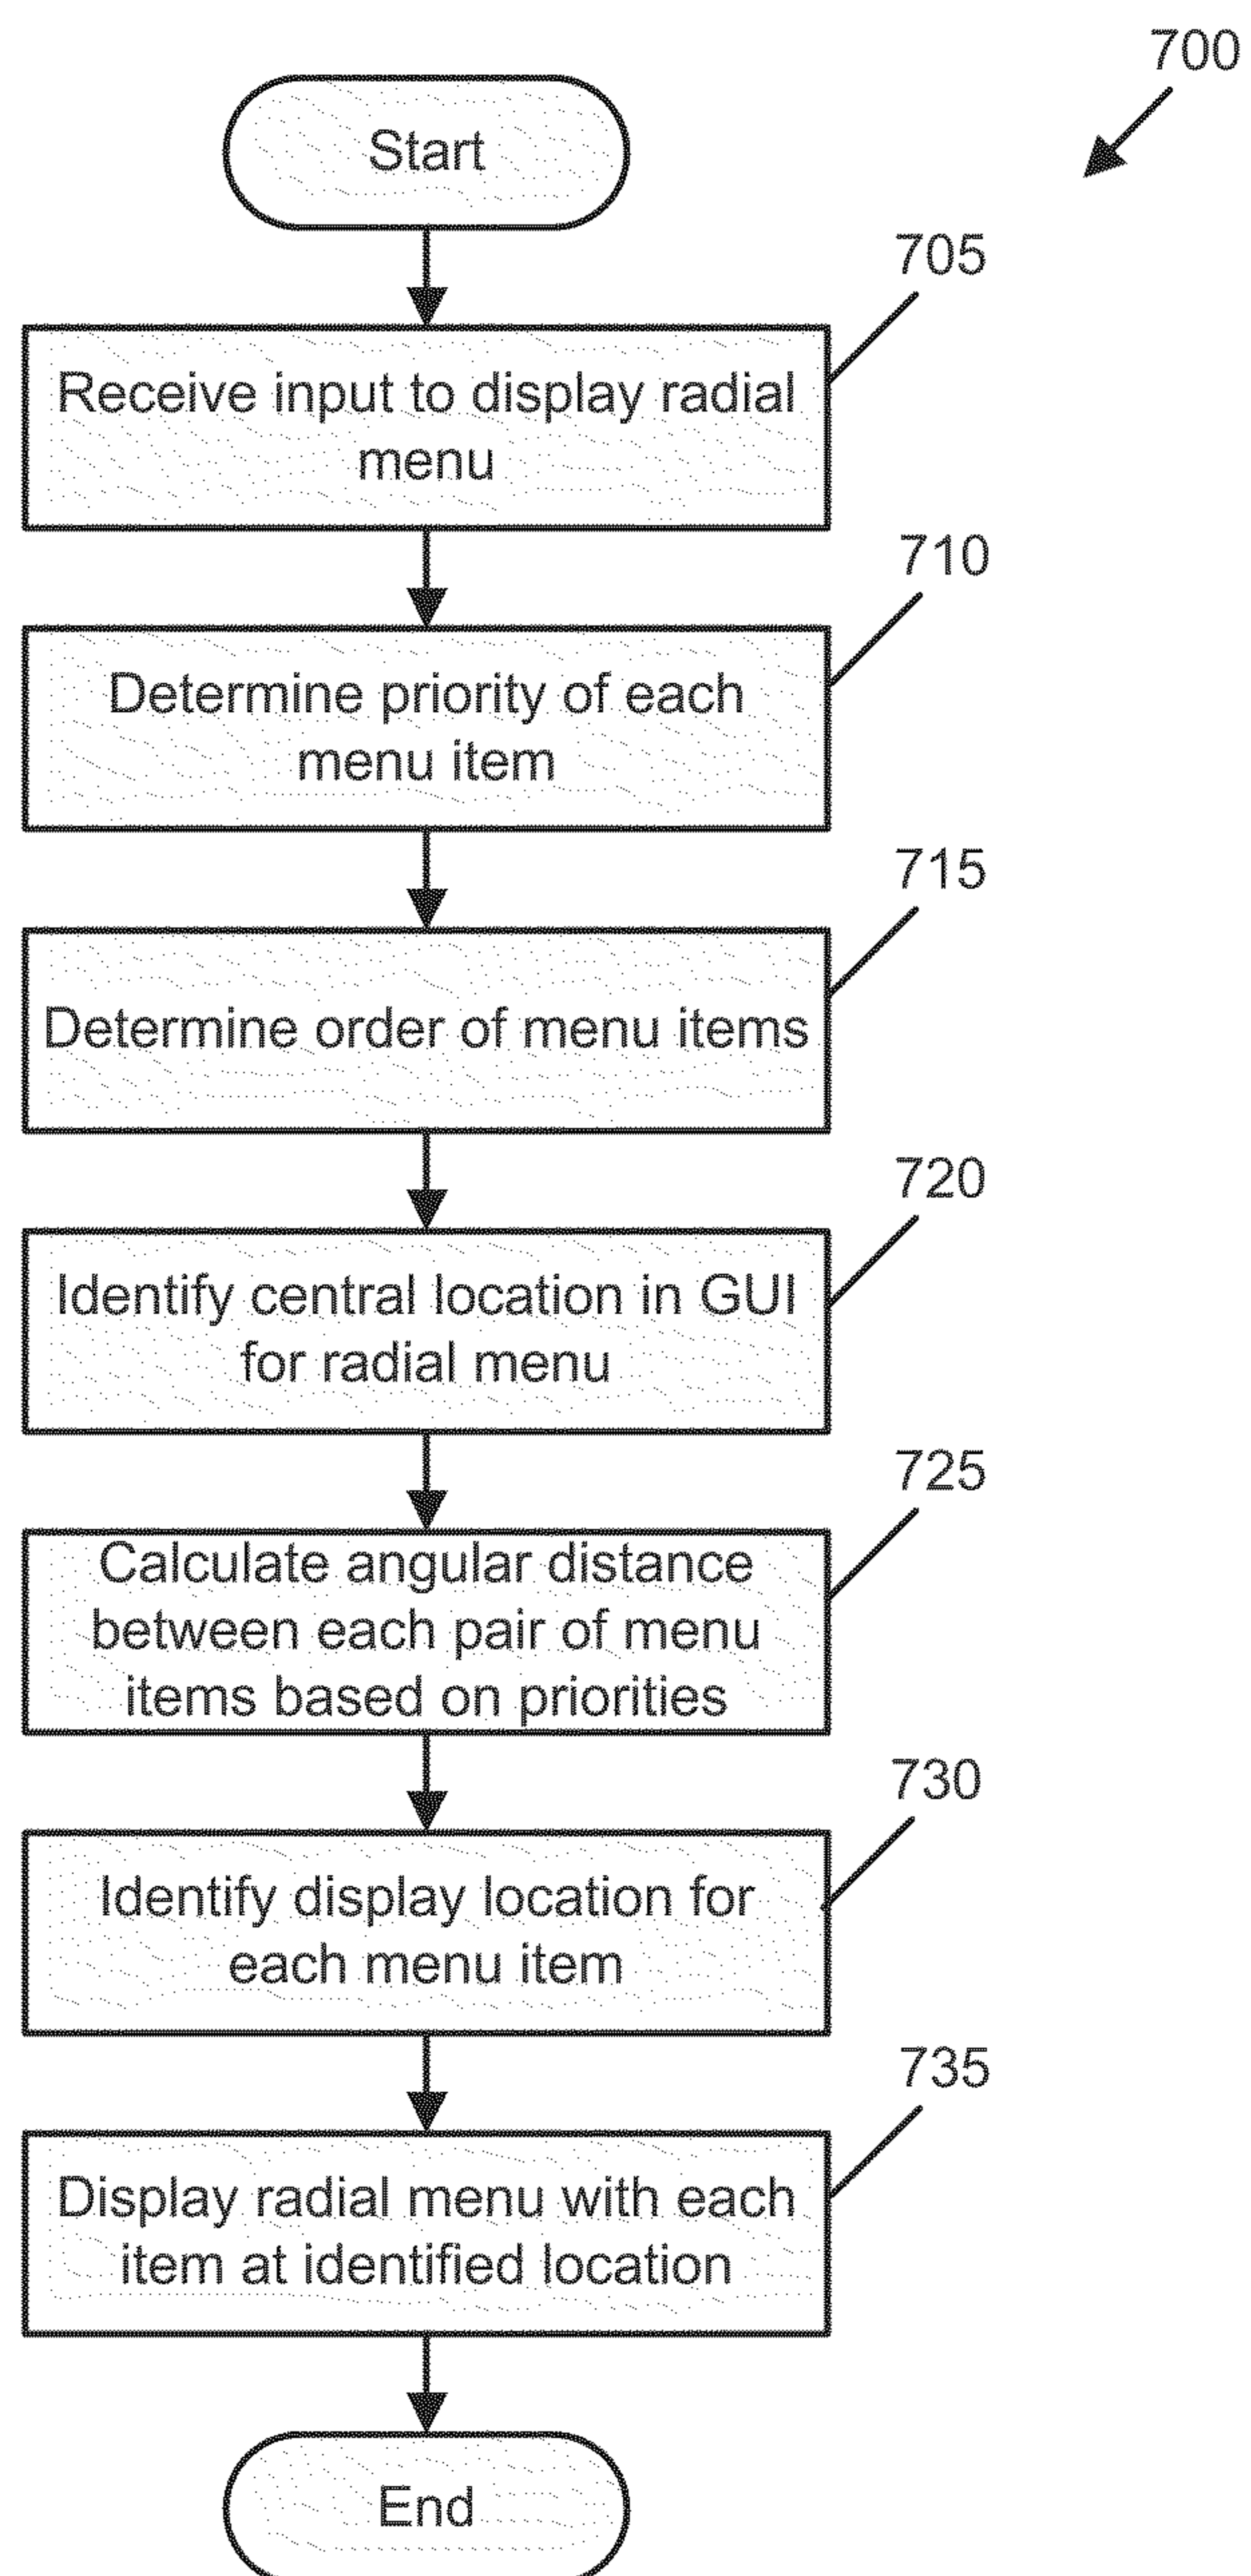 700
Start
705
Receive input to display radial
menu
710
Determine priority of each
menu item
715
Determine order of menu items
720
Identify central location in GUI
for radial menu
725
Calculate angular distance
between each pair of menu
items based on priorities
730
Identify display location for
each menu item
735
Display radial menu with each
item at identified location
End